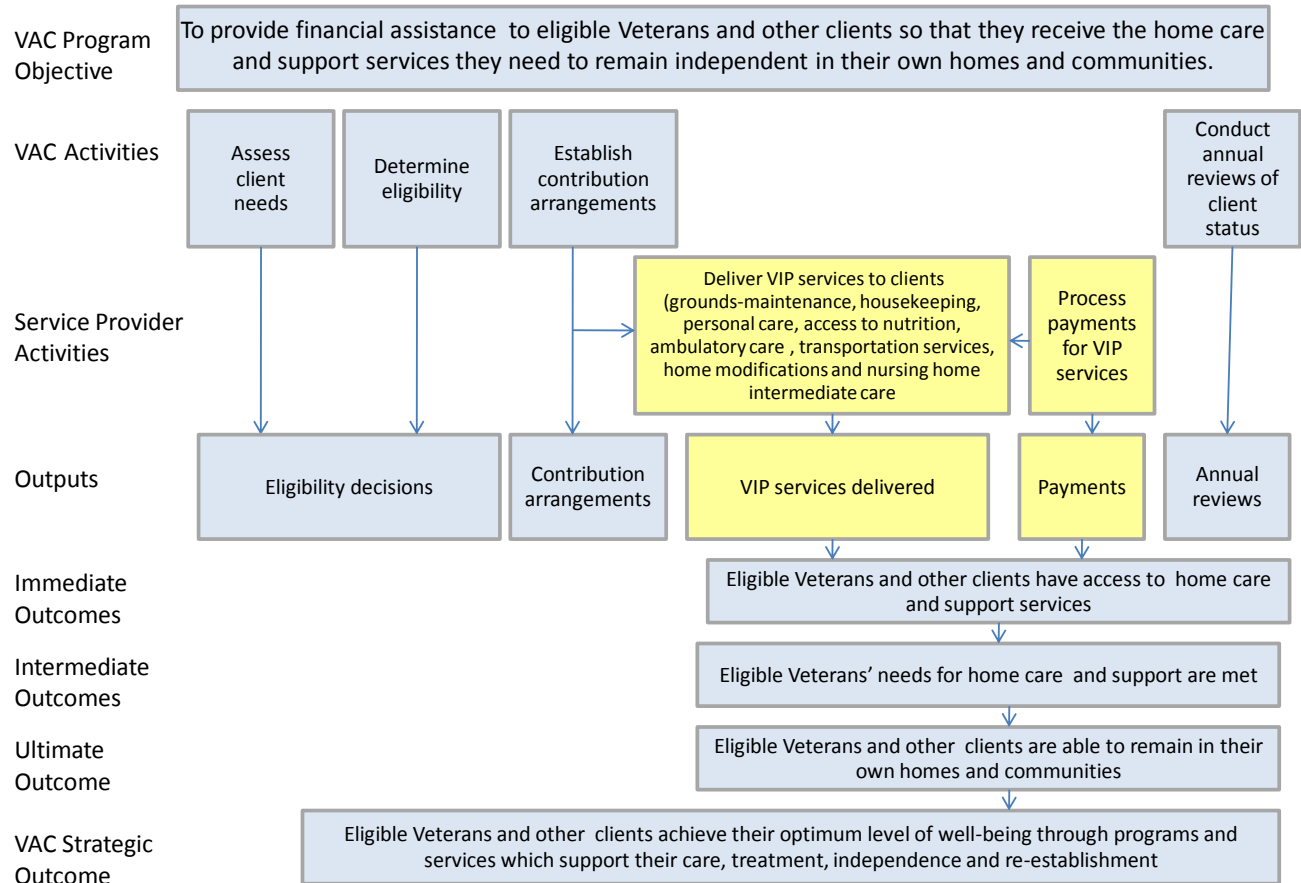 VAC Program
Objective
To provide financial assistance to eligible Veterans and other clients so that they receive the home care
and support services they need to remain independent in their own homes and communities.
VAC Activities
Assess
client
needs
Determine
eligibility
Establish
contribution
arrangements
Conduct
annual
reviews of
client
status
Service Provider
Activities
Deliver VIP services to clients
(grounds-maintenance, housekeeping,
personal care, access to nutrition,
ambulatory care , transportation services,
home modifications and nursing home
intermediate care
Process
payments
for VIP
services
Outputs
Eligibility decisions
Contribution
arrangements
VIP services delivered
Payments
Annual
reviews
Immediate
Outcomes
Eligible Veterans and other clients have access to home care
and support services
Intermediate
Outcomes
Eligible Veterans’ needs for home care and support are met
Ultimate
Outcome
Eligible Veterans and other clients are able to remain in their
own homes and communities
VAC Strategic
Outcome
Eligible Veterans and other clients achieve their optimum level of well-being through programs and
services which support their care, treatment, independence and re-establishment